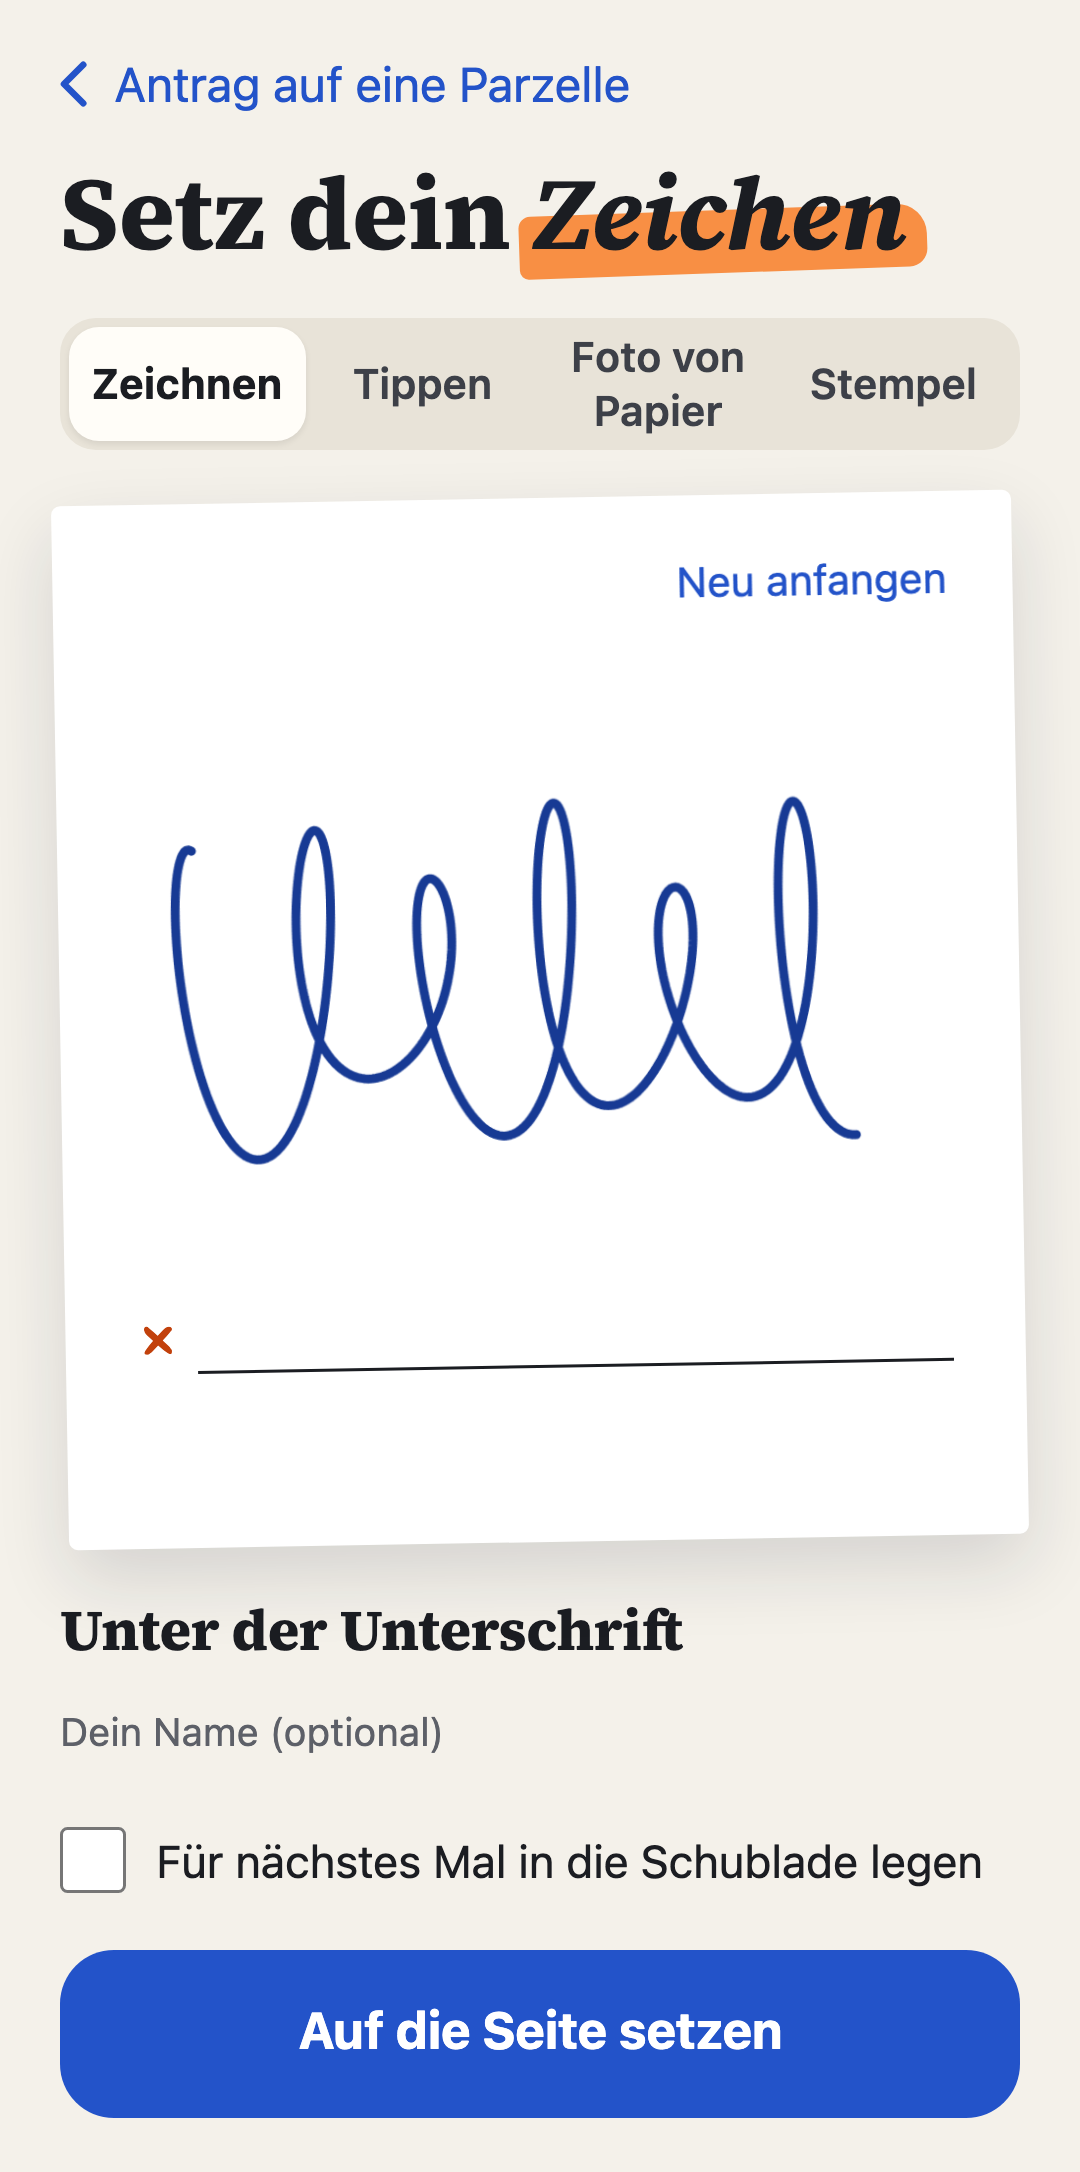 Antrag auf eine Parzelle
Setz dein Zeichen
Zeichnen
Tippen
Foto von
Papier
Stempel
Neu anfangen
Unter der Unterschrift
Dein Name (optional)
Für nächstes Mal in die Schublade legen
Auf die Seite setzen